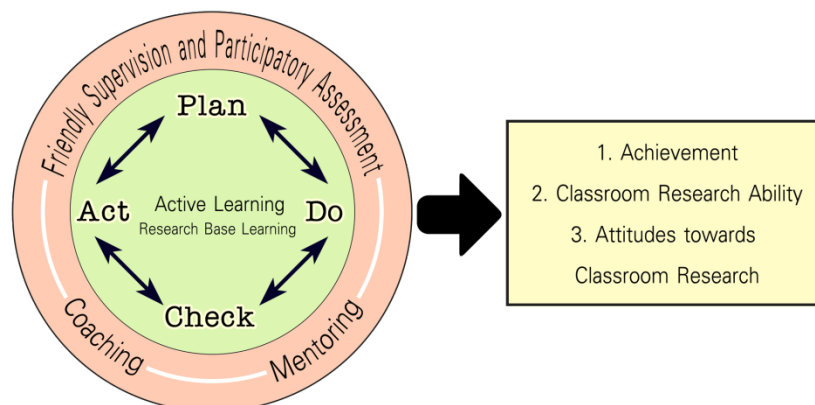 Friendly Supervision and Participatory Assessment
Plan
Act
Active Learning
Research Base Learning
Do
Check
Coaching
Mentoring
1. Achievement
2. Classroom Research Ability
3. Attitudes towards
Classroom Research